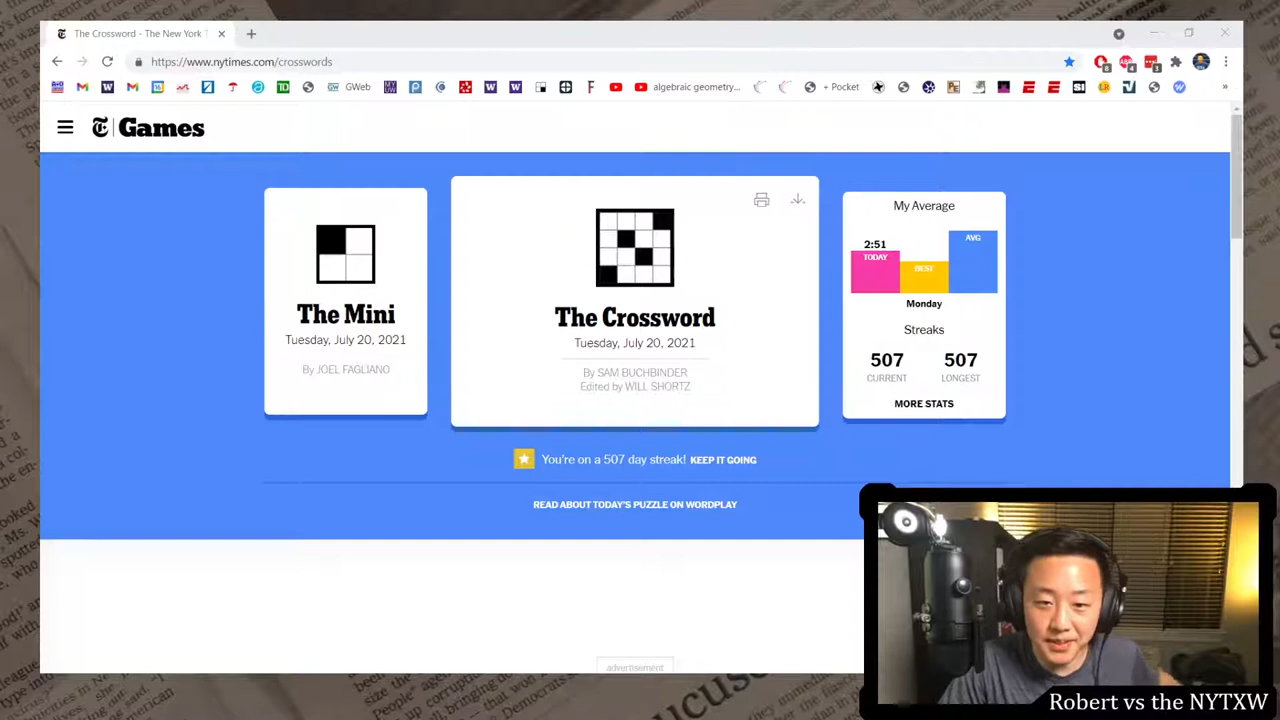 The Crossword - The New York T
https://www.nytimes.com/crosswords
GWeb
algebraic geometry...
+ Pocket
Games
The Mini
Tuesday, July 20, 2021
By JOEL FAGLIANO
The Crossword
Tuesday, July 20, 2021
By SAM BUCHBINDER
Edited by WILL SHORTZ
My Average
2:51
TODAY
BEST
AVG
Monday
Streaks
507
507
CURRENT
LONGEST
MORE STATS
You're on a 507 day streak! KEEP IT GOING
READ ABOUT TODAY'S PUZZLE ON WORDPLAY
advertisement
Robert vs the NYTXW